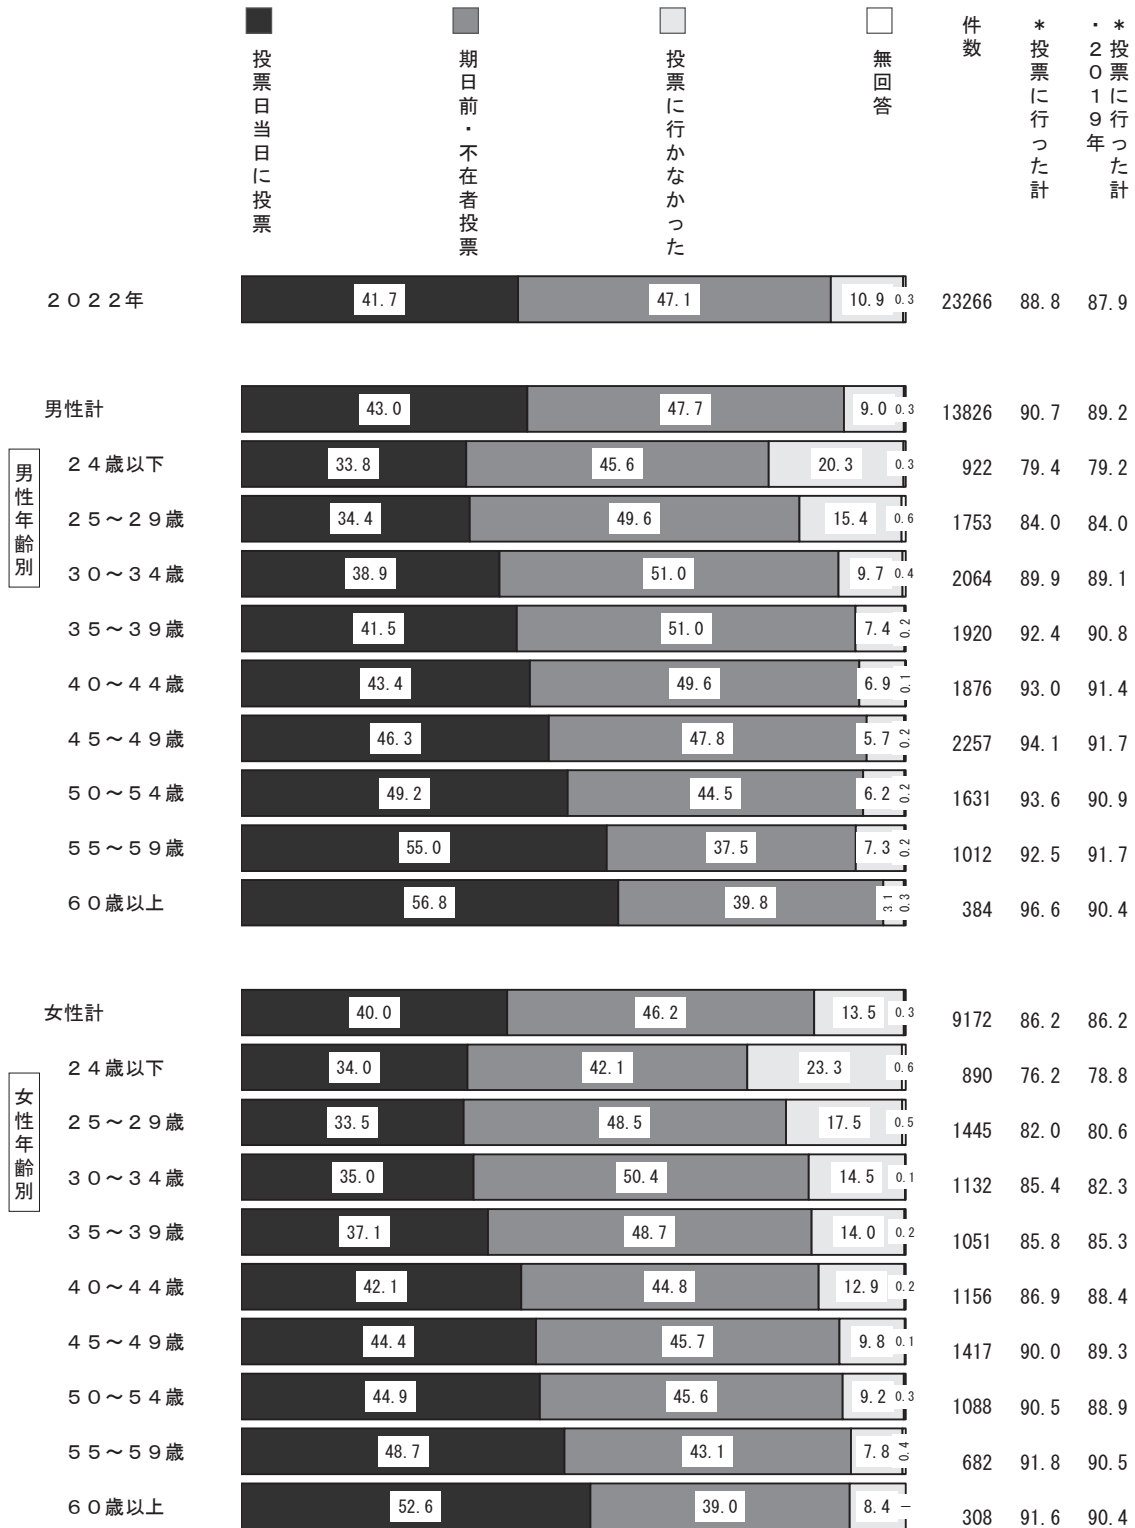 投票日当日に投票
期日前・不在者投票
投票に行かなかった
無回答
件数
＊投票に行った計
＊投票に行った計
・２０１９年
２０２２年 41.7 47.1 10.9 0.3 23266 88.8 87.9
男性計 43.0 47.7 9.0 0.3 13826 90.7 89.2
男性年齢別
２４歳以下 33.8 45.6 20.3 0.3 922 79.4 79.2
２５～２９歳 34.4 49.6 15.4 0.6 1753 84.0 84.0
３０～３４歳 38.9 51.0 9.7 0.4 2064 89.9 89.1
３５～３９歳 41.5 51.0 7.4 0.2 1920 92.4 90.8
４０～４４歳 43.4 49.6 6.9 0.1 1876 93.0 91.4
４５～４９歳 46.3 47.8 5.7 0.2 2257 94.1 91.7
５０～５４歳 49.2 44.5 6.2 0.2 1631 93.6 90.9
５５～５９歳 55.0 37.5 7.3 0.2 1012 92.5 91.7
６０歳以上 56.8 39.8 3.1 0.3 384 96.6 90.4
女性計 40.0 46.2 13.5 0.3 9172 86.2 86.2
女性年齢別
２４歳以下 34.0 42.1 23.3 0.6 890 76.2 78.8
２５～２９歳 33.5 48.5 17.5 0.5 1445 82.0 80.6
３０～３４歳 35.0 50.4 14.5 0.1 1132 85.4 82.3
３５～３９歳 37.1 48.7 14.0 0.2 1051 85.8 85.3
４０～４４歳 42.1 44.8 12.9 0.2 1156 86.9 88.4
４５～４９歳 44.4 45.7 9.8 0.1 1417 90.0 89.3
５０～５４歳 44.9 45.6 9.2 0.3 1088 90.5 88.9
５５～５９歳 48.7 43.1 7.8 0.4 682 91.8 90.5
６０歳以上 52.6 39.0 8.4 － 308 91.6 90.4